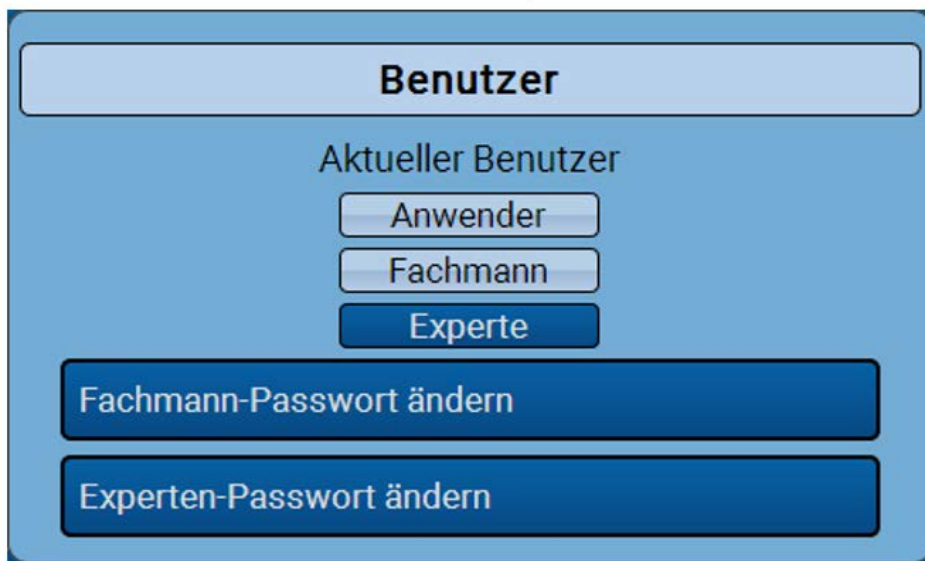 Benutzer
Aktueller Benutzer
Anwender
Fachmann
Experte
Fachmann-Passwort ändern
Experten-Passwort ändern